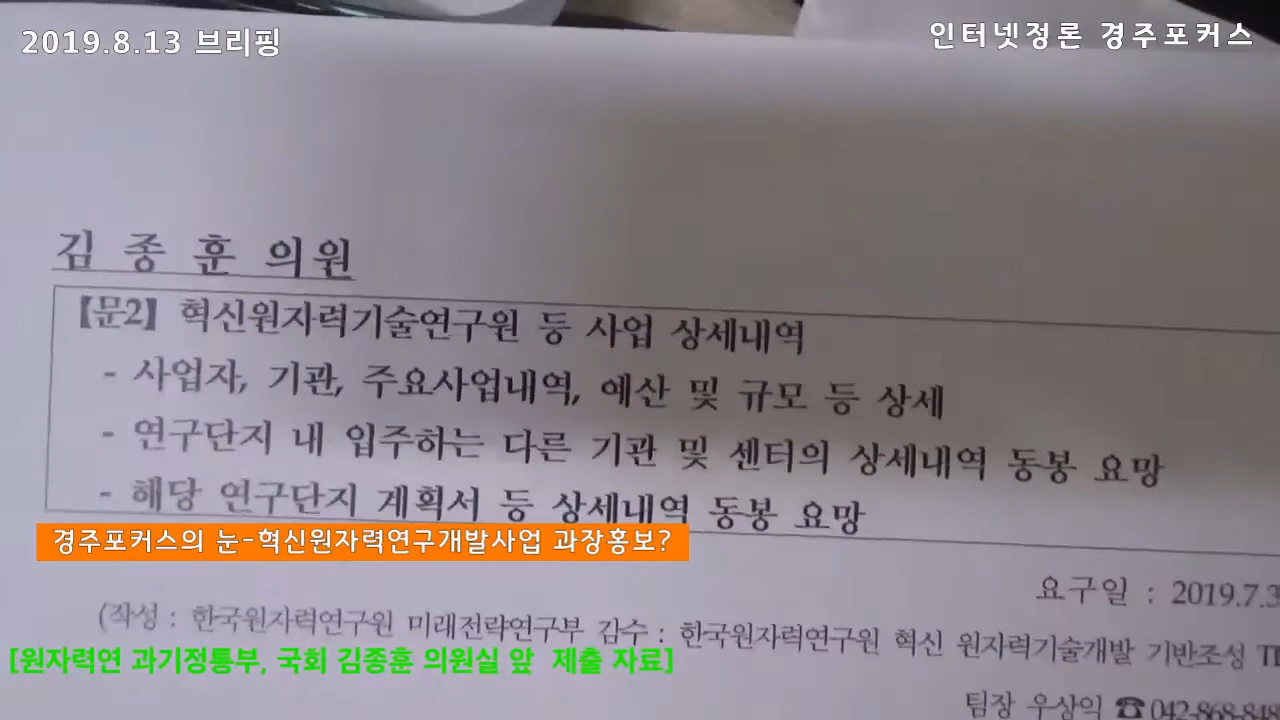 2019.8.13 브리핑
인터넷정론 경주포커스
김 종 훈 의원
【문2】 혁신원자력기술연구원 등 사업 상세내역
- 사업자, 기관, 주요사업내역, 예산 및 규모 등 상세
- 연구단지 내 입주하는 다른 기관 및 센터의 상세내역 동봉 요망
- 해당 연구단지 계획서 등 상세내역 동봉 요망
경주포커스의 눈-혁신원자력연구개발사업 과장홍보?
요구일 : 2019.7.3
(작성 : 한국원자력연구원 미래전략연구부 감수 : 한국원자력연구원 혁신 원자력기술개발 기반조성
[원자력연 과기정통부, 국회 김종훈 의원실 앞 제출 자료]
팀장 우상익 ☎042-868-848